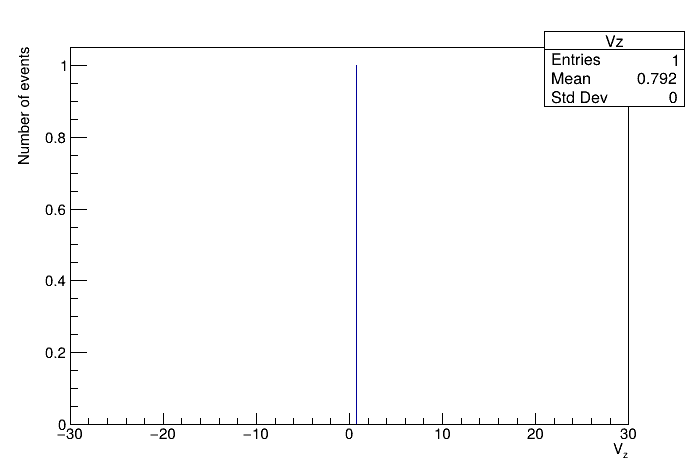 Vz
Entries 1
Mean 0.792
Std Dev 0
Number of events
1
0.8
0.6
0.4
0.2
0
−30 −20 −10 0 10 20 30
Vz